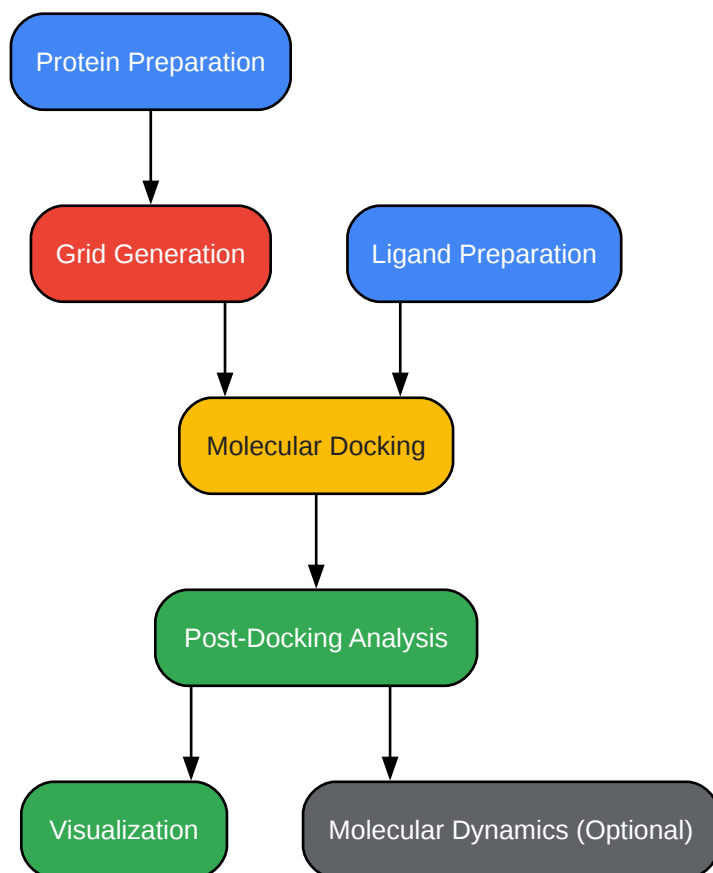 Protein Preparation
Grid Generation
Ligand Preparation
Molecular Docking
Post-Docking Analysis
Visualization
Molecular Dynamics (Optional)